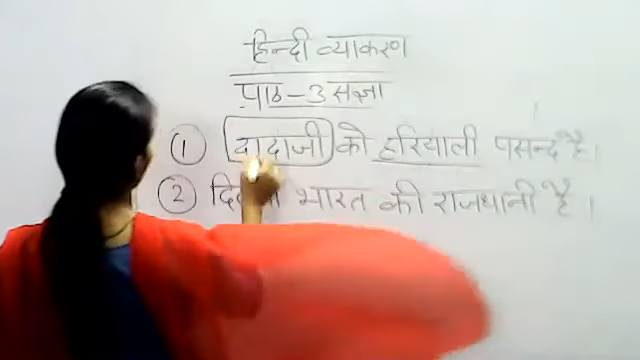 हिन्दी व्याकरण
पाठ - 3 संज्ञा
1 दादाजी को हरियाली पसन्द है।
2 भारत की राजधानी है।